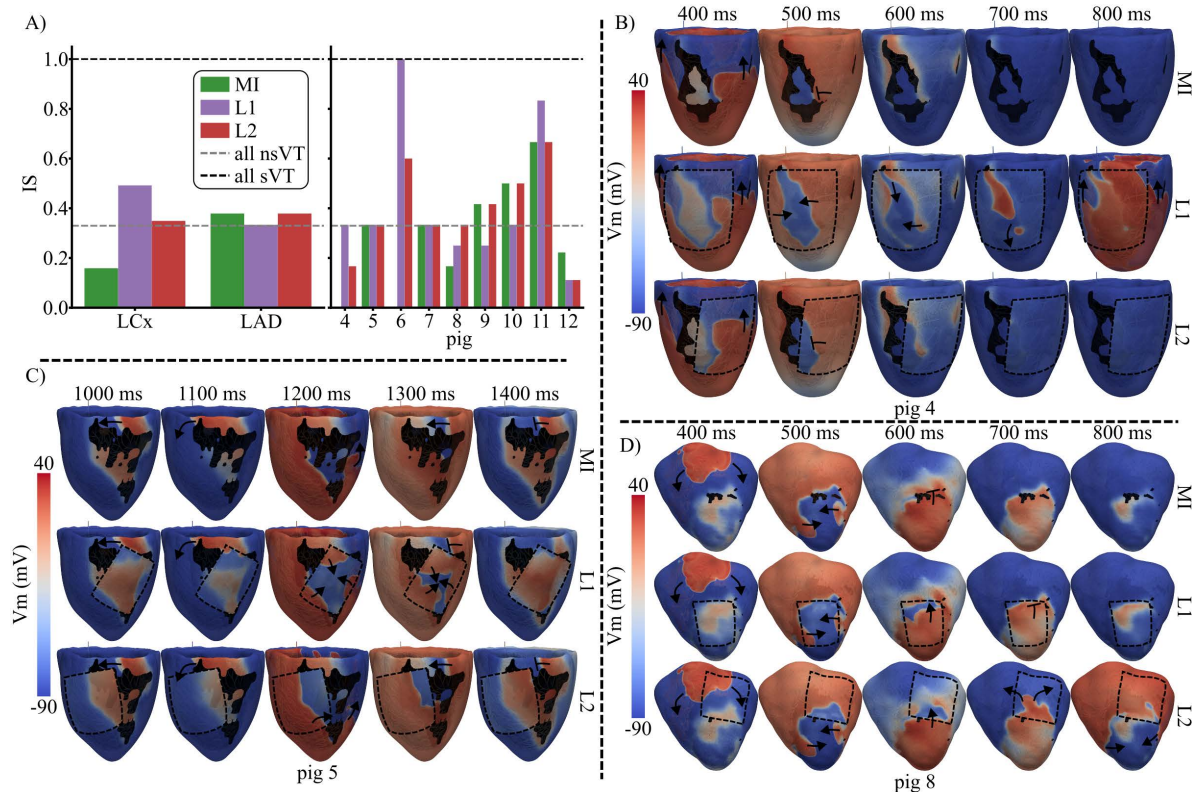 A)
IS
1.0
0.8
0.6
0.4
0.2
0.0
MI
L1
L2
all nsVT
all sVT
LCx LAD
4 5 6 7 8 9 10 11 12
pig
B)
400 ms 500 ms 600 ms 700 ms 800 ms
40
Vm (mV)
-90
MI
L1
L2
pig 4
C)
1000 ms 1100 ms 1200 ms 1300 ms 1400 ms
40
Vm (mV)
-90
MI
L1
L2
pig 5
D)
400 ms 500 ms 600 ms 700 ms 800 ms
40
Vm (mV)
-90
MI
L1
L2
pig 8